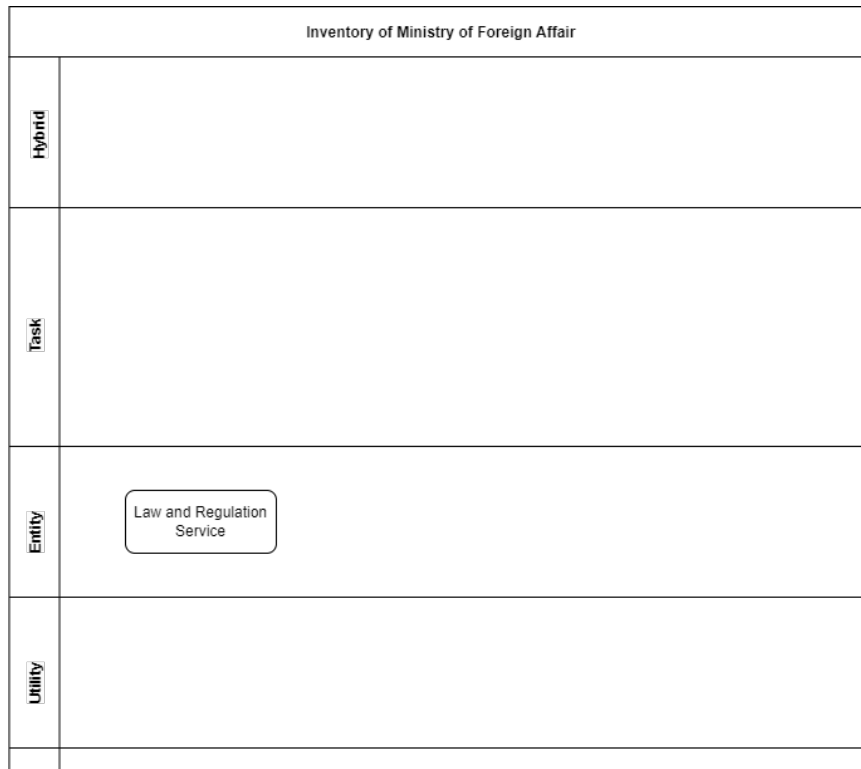 Inventory of Ministry of Foreign Affair
Hybrid
Task
Entity
Law and Regulation
Service
Utility